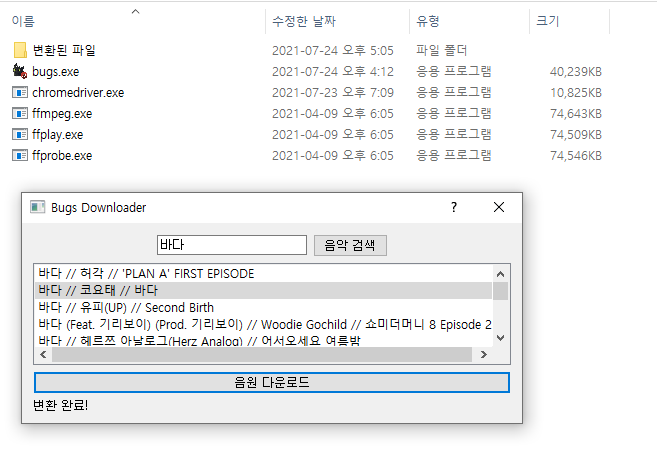 이름 수정한 날짜 유형 크기
변환된 파일 2021-07-24 오후 5:05 파일 폴더
bugs.exe 2021-07-24 오후 4:12 응용 프로그램 40,239KB
chromedriver.exe 2021-07-23 오후 7:09 응용 프로그램 10,825KB
ffmpeg.exe 2021-04-09 오후 6:05 응용 프로그램 74,643KB
ffplay.exe 2021-04-09 오후 6:05 응용 프로그램 74,509KB
ffprobe.exe 2021-04-09 오후 6:05 응용 프로그램 74,546KB
Bugs Downloader ?
바다 음악 검색
바다 // 허각 // 'PLAN A' FIRST EPISODE
바다 // 코요태 // 바다
바다 // 유피(UP) // Second Birth
바다 (Feat. 기리보이) (Prod. 기리보이) // Woodie Gochild // 쇼미더머니 8 Episode 2
바다 // 헤르쯔 아날로그(Herz Analog) // 어서오세요 여름밤
음원 다운로드
변환 완료!